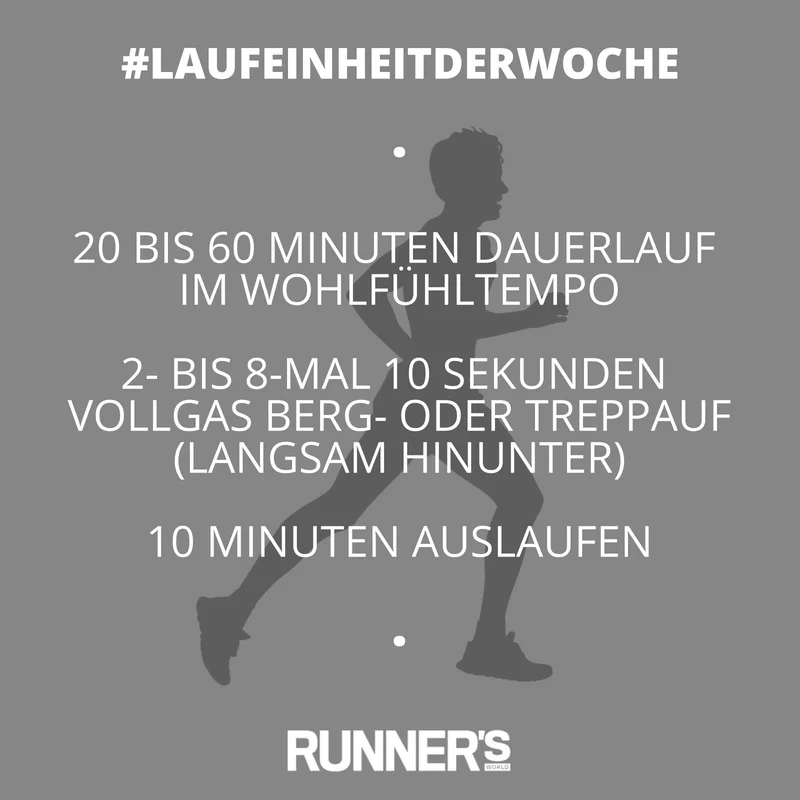 #LAUFEINHEITDERWOCHE
20 BIS 60 MINUTEN DAUERLAUF
IM WOHLFÜHLTEMPO
2- BIS 8-MAL 10 SEKUNDEN
VOLLGAS BERG- ODER TREPPAUF
(LANGSAM HINUNTER)
10 MINUTEN AUSLAUFEN
RUNNER'S
WORLD